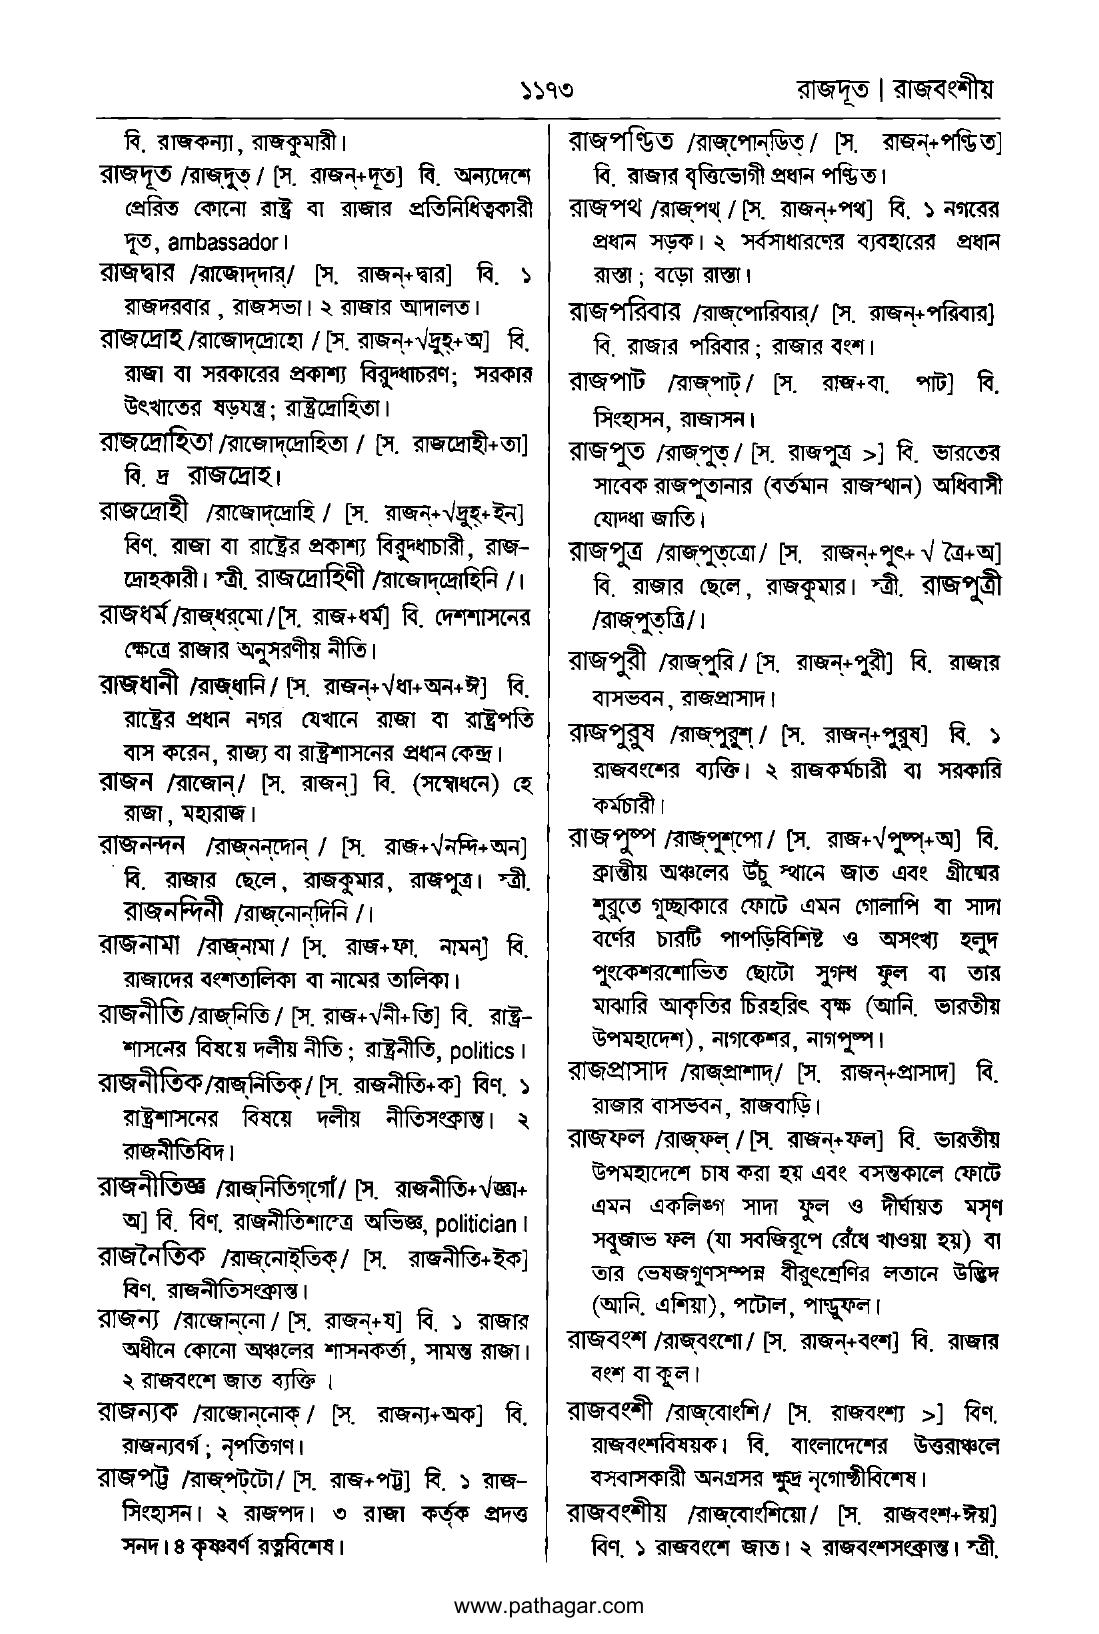 ১১৭৩
রাজদূত | রাজবংশীয়
বি. রাজকন্যা, রাজকুমারী।
রাজদূত /রাজ্‌দুত্‌/ [স. রাজন্‌+দূত] বি. অন্যদেশে
প্রেরিত কোনো রাষ্ট্র বা রাজার প্রতিনিধিত্বকারী
দূত, ambassador।
রাজদ্বার /রাজোদ্‌দার্‌/ [স. রাজন্‌+দ্বার] বি. ১
রাজদরবার, রাজসভা। ২ রাজার আদালত।
রাজদ্রোহ /রাজোদ্‌দ্রোহো/ [স. রাজন্‌+√দ্রুহ্‌+অ] বি.
রাজা বা সরকারের প্রকাশ্য বিরুদ্ধাচরণ; সরকার
উৎখাতের ষড়যন্ত্র; রাষ্ট্রদ্রোহিতা।
রাজদ্রোহিতা /রাজোদ্‌দ্রোহিতা/ [স. রাজদ্রোহী+তা]
বি. দ্র রাজদ্রোহ।
রাজদ্রোহী /রাজোদ্‌দ্রোহি/ [স. রাজন্‌+√দ্রুহ্‌+ইন]
বিণ. রাজা বা রাষ্ট্রের প্রকাশ্য বিরুদ্ধাচারী, রাজ-
দ্রোহকারী। স্ত্রী. রাজদ্রোহিণী /রাজোদ্‌দ্রোহিনি/।
রাজধর্ম /রাজ্‌ধর্‌মো/ [স. রাজ+ধর্ম] বি. দেশশাসনের
ক্ষেত্রে রাজার অনুসরণীয় নীতি।
রাজধানী /রাজ্‌ধানি/ [স. রাজন্‌+√ধা+অন+ঈ] বি.
রাষ্ট্রের প্রধান নগর যেখানে রাজা বা রাষ্ট্রপতি
বাস করেন, রাজ্য বা রাষ্ট্রশাসনের প্রধান কেন্দ্র।
রাজন /রাজোন্‌/ [স. রাজন্‌] বি. (সম্বোধনে) হে
রাজা, মহারাজ।
রাজনন্দন /রাজ্‌নন্‌দোন্‌/ [স. রাজ+√নন্দি+অন]
বি. রাজার ছেলে, রাজকুমার, রাজপুত্র। স্ত্রী.
রাজনন্দিনী /রাজ্‌নোন্‌দিনি/।
রাজনামা /রাজ্‌নামা/ [স. রাজ+ফা. নামন্‌] বি.
রাজাদের বংশতালিকা বা নামের তালিকা।
রাজনীতি /রাজ্‌নিতি/ [স. রাজ+√নী+তি] বি. রাষ্ট্র-
শাসনের বিষয়ে দলীয় নীতি; রাষ্ট্রনীতি, politics।
রাজনীতিক /রাজ্‌নিতিক্‌/ [স. রাজনীতি+ক] বিণ. ১
রাষ্ট্রশাসনের বিষয়ে দলীয় নীতিসংক্রান্ত। ২
রাজনীতিবিদ।
রাজনীতিজ্ঞ /রাজ্‌নিতিগ্‌গোঁ/ [স. রাজনীতি+√জ্ঞা+
অ] বি. বিণ. রাজনীতিশাস্ত্রে অভিজ্ঞ, politician।
রাজনৈতিক /রাজ্‌নোইতিক্‌/ [স. রাজনীতি+ইক]
বিণ. রাজনীতিসংক্রান্ত।
রাজন্য /রাজোন্‌নো/ [স. রাজন্‌+য] বি. ১ রাজার
অধীনে কোনো অঞ্চলের শাসনকর্তা, সামন্ত রাজা।
২ রাজবংশে জাত ব্যক্তি।
রাজন্যক /রাজোন্‌নোক্‌/ [স. রাজন্য+অক] বি.
রাজন্যবর্গ; নৃপতিগণ।
রাজপট্ট /রাজ্‌পট্‌টো/ [স. রাজ+পট্ট] বি. ১ রাজ-
সিংহাসন। ২ রাজপদ। ৩ রাজা কর্তৃক প্রদত্ত
সনদ। ৪ কৃষ্ণবর্ণ রত্নবিশেষ।
রাজপণ্ডিত /রাজ্‌পোন্‌ডিত্‌/ [স. রাজন্‌+পণ্ডিত]
বি. রাজার বৃত্তিভোগী প্রধান পণ্ডিত।
রাজপথ /রাজ্‌পথ্‌/ [স. রাজন্‌+পথ] বি. ১ নগরের
প্রধান সড়ক। ২ সর্বসাধারণের ব্যবহারের প্রধান
রাস্তা; বড়ো রাস্তা।
রাজপরিবার /রাজ্‌পোরিবার্‌/ [স. রাজন্‌+পরিবার]
বি. রাজার পরিবার; রাজার বংশ।
রাজপাট /রাজ্‌পাট্‌/ [স. রাজ+বা. পাট] বি.
সিংহাসন, রাজাসন।
রাজপুত /রাজ্‌পুত্‌/ [স. রাজপুত্র >] বি. ভারতের
সাবেক রাজপুতানার (বর্তমান রাজস্থান) অধিবাসী
যোদ্ধা জাতি।
রাজপুত্র /রাজ্‌পুত্‌ত্রো/ [স. রাজন্‌+পুৎ+√ত্রৈ+অ]
বি. রাজার ছেলে, রাজকুমার। স্ত্রী. রাজপুত্রী
/রাজ্‌পুত্‌ত্রি/।
রাজপুরী /রাজ্‌পুরি/ [স. রাজন্‌+পুরী] বি. রাজার
বাসভবন, রাজপ্রাসাদ।
রাজপুরুষ /রাজ্‌পুরুশ্‌/ [স. রাজন্‌+পুরুষ] বি. ১
রাজবংশের ব্যক্তি। ২ রাজকর্মচারী বা সরকারি
কর্মচারী।
রাজপুষ্প /রাজ্‌পুশ্‌পো/ [স. রাজ+√পুষ্প্‌+অ] বি.
ক্রান্তীয় অঞ্চলের উঁচু স্থানে জাত এবং গ্রীষ্মের
শুরুতে গুচ্ছাকারে ফোটে এমন গোলাপি বা সাদা
বর্ণের চারটি পাপড়িবিশিষ্ট ও অসংখ্য হলুদ
পুংকেশরশোভিত ছোটো সুগন্ধ ফুল বা তার
মাঝারি আকৃতির চিরহরিৎ বৃক্ষ (আনি. ভারতীয়
উপমহাদেশ), নাগকেশর, নাগপুষ্প।
রাজপ্রাসাদ /রাজ্‌প্রাশাদ্‌/ [স. রাজন্‌+প্রাসাদ] বি.
রাজার বাসভবন, রাজবাড়ি।
রাজফল /রাজ্‌ফল্‌/ [স. রাজন্‌+ফল] বি. ভারতীয়
উপমহাদেশে চাষ করা হয় এবং বসন্তকালে ফোটে
এমন একলিঙ্গ সাদা ফুল ও দীর্ঘায়ত মসৃণ
সবুজাভ ফল (যা সবজিরূপে রেঁধে খাওয়া হয়) বা
তার ভেষজগুণসম্পন্ন বীরুৎশ্রেণির লতানে উদ্ভিদ
(আনি. এশিয়া), পটোল, পান্ডুফল।
রাজবংশ /রাজ্‌বংশো/ [স. রাজন্‌+বংশ] বি. রাজার
বংশ বা কূল।
রাজবংশী /রাজ্‌বোংশি/ [স. রাজবংশ্য >] বিণ.
রাজবংশবিষয়ক। বি. বাংলাদেশের উত্তরাঞ্চলে
বসবাসকারী অনগ্রসর ক্ষুদ্র নৃগোষ্ঠীবিশেষ।
রাজবংশীয় /রাজ্‌বোংশিয়ো/ [স. রাজবংশ+ঈয়]
বিণ. ১ রাজবংশে জাত। ২ রাজবংশসংক্রান্ত। স্ত্রী.
www.pathagar.com